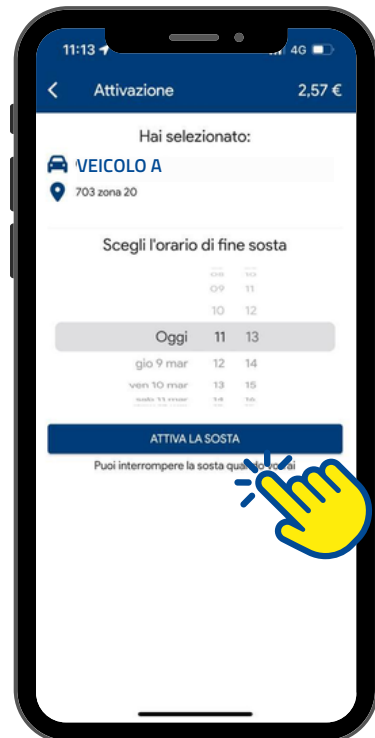 11:13 4G
Attivazione 2,57 €
Hai selezionato:
VEICOLO A
703 zona 20
Scegli l'orario di fine sosta
09 11
10 12
Oggi 11 13
gio 9 mar 12 14
ven 10 mar 13 15
ATTIVA LA SOSTA
Puoi interrompere la sosta